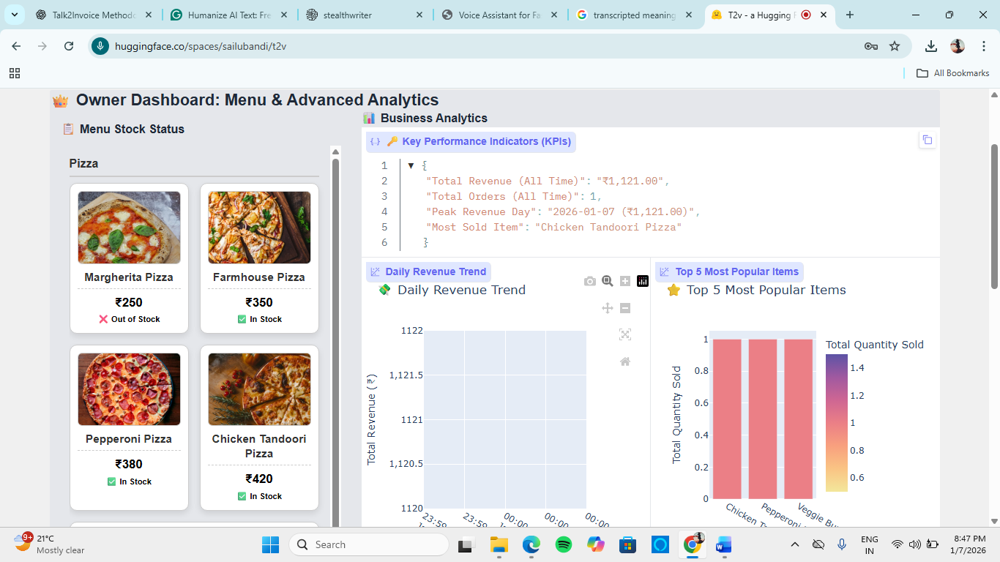 Talk2Invoice Methodo
Humanize AI Text: Fre
stealthwriter
Voice Assistant for Fa
transcripted meaning
T2v - a Hugging F
huggingface.co/spaces/sailubandi/t2v
All Bookmarks
Owner Dashboard: Menu & Advanced Analytics
Menu Stock Status
Pizza
Margherita Pizza
₹250
Out of Stock
Farmhouse Pizza
₹350
In Stock
Pepperoni Pizza
₹380
In Stock
Chicken Tandoori
Pizza
₹420
In Stock
Business Analytics
Key Performance Indicators (KPIs)
1 {
2 "Total Revenue (All Time)": "₹1,121.00",
3 "Total Orders (All Time)": 1,
4 "Peak Revenue Day": "2026-01-07 (₹1,121.00)",
5 "Most Sold Item": "Chicken Tandoori Pizza"
6 }
Daily Revenue Trend
Daily Revenue Trend
Total Revenue (₹)
1122
1,121.5
1121
1,120.5
1120
23:59
23:59
00:00
00:00
00:00
Top 5 Most Popular Items
Top 5 Most Popular Items
Total Quantity Sold
1
0.8
0.6
0.4
0.2
0
Chicken T
Pepperoni
Veggie Bu
Total Quantity Sold
1.4
1.2
1
0.8
0.6
9+
21°C
Mostly clear
Search
ENG
IN
8:47 PM
1/7/2026